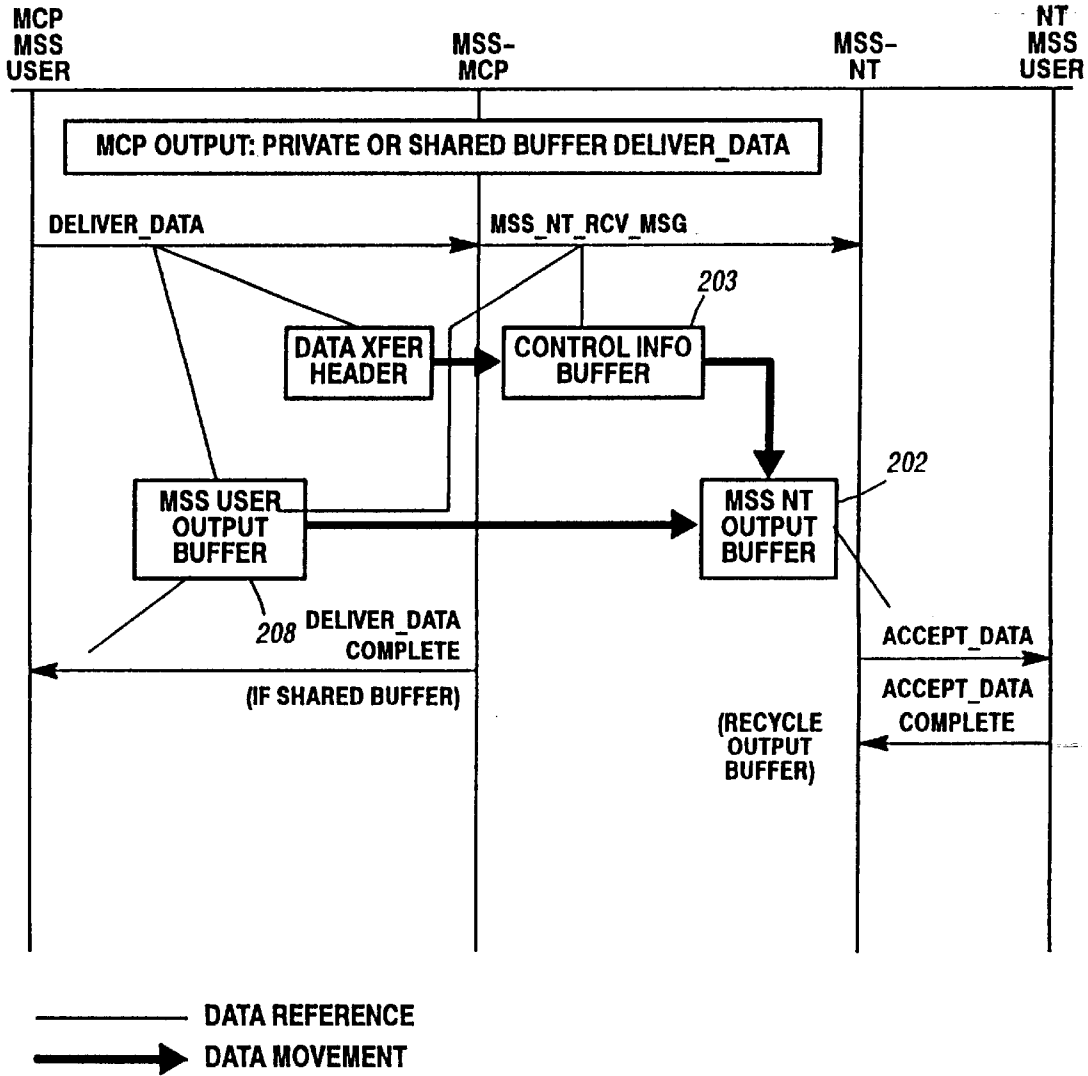 MCP
MSS
USER
MSS-
MCP
MSS-
NT
NT
MSS
USER
MCP OUTPUT: PRIVATE OR SHARED BUFFER DELIVER_DATA
DELIVER_DATA
MSS_NT_RCV_MSG
203
DATA XFER
HEADER
CONTROL INFO
BUFFER
202
MSS USER
OUTPUT
BUFFER
MSS NT
OUTPUT
BUFFER
208
DELIVER_DATA
COMPLETE
(IF SHARED BUFFER)
ACCEPT_DATA
ACCEPT_DATA
COMPLETE
(RECYCLE
OUTPUT
BUFFER)
DATA REFERENCE
DATA MOVEMENT